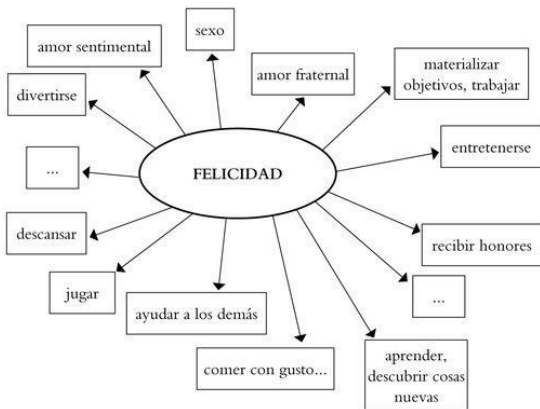 sexo
amor sentimental
amor fraternal
materializar
objetivos, trabajar
divertirse
entretenerse
...
FELICIDAD
descansar
recibir honores
jugar
...
ayudar a los demás
comer con gusto...
aprender,
descubrir cosas
nuevas